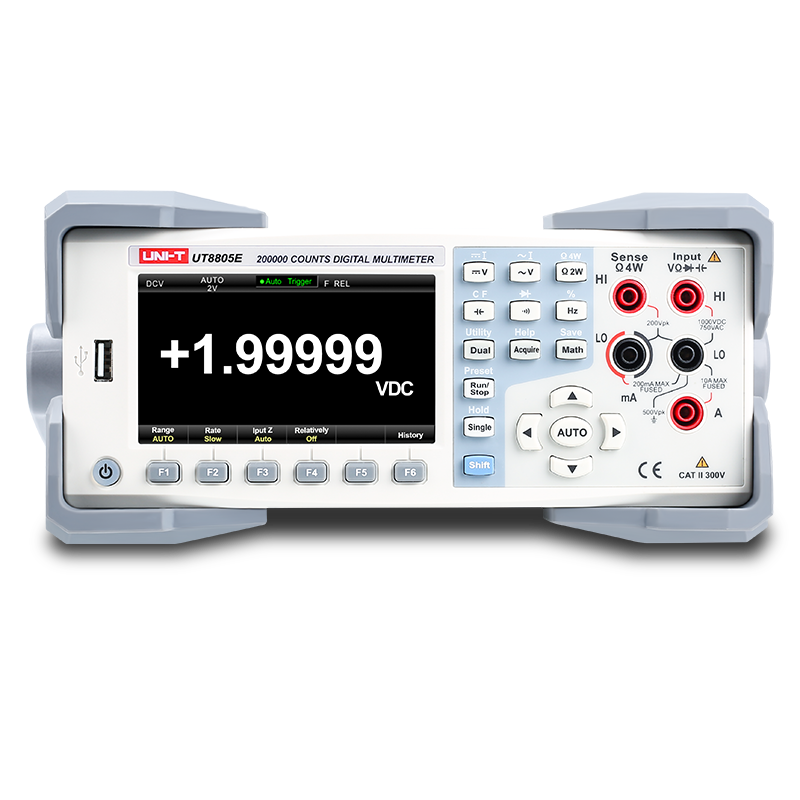 UNI-T UT8805E 200000 COUNTS DIGITAL MULTIMETER
DCV AUTO 2V ●Auto Trigger F REL
+1.99999
VDC
Range Rate Iput Z Relatively History
AUTO Slow Auto Off
F1 F2 F3 F4 F5 F6
⎓ I ~ I Ω 4W
⎓ V ~ V Ω 2W
C F %
Hz
Utility Help Save
Dual Acquire Math
Preset
Run/
Stop
Hold
Single
Shift
AUTO
Sense Input
Ω 4W VΩ
HI HI
200Vpk 1000VDC
750VAC
LO LO
200mA MAX
FUSED
10A MAX
FUSED
mA
500Vpk
A
CE CAT II 300V